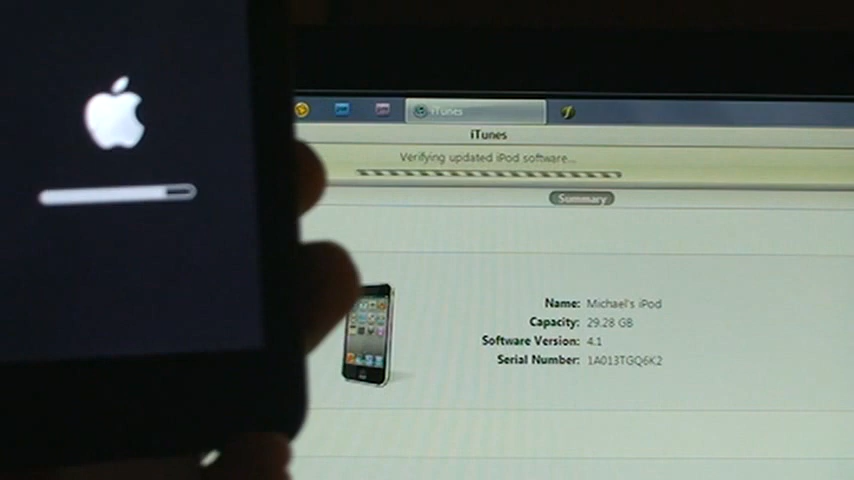 iTunes
iTunes
Verifying updated iPod software...
Summary
Name: Michael's iPod
Capacity: 29.28 GB
Software Version: 4.1
Serial Number: 1A013TGQ6K2